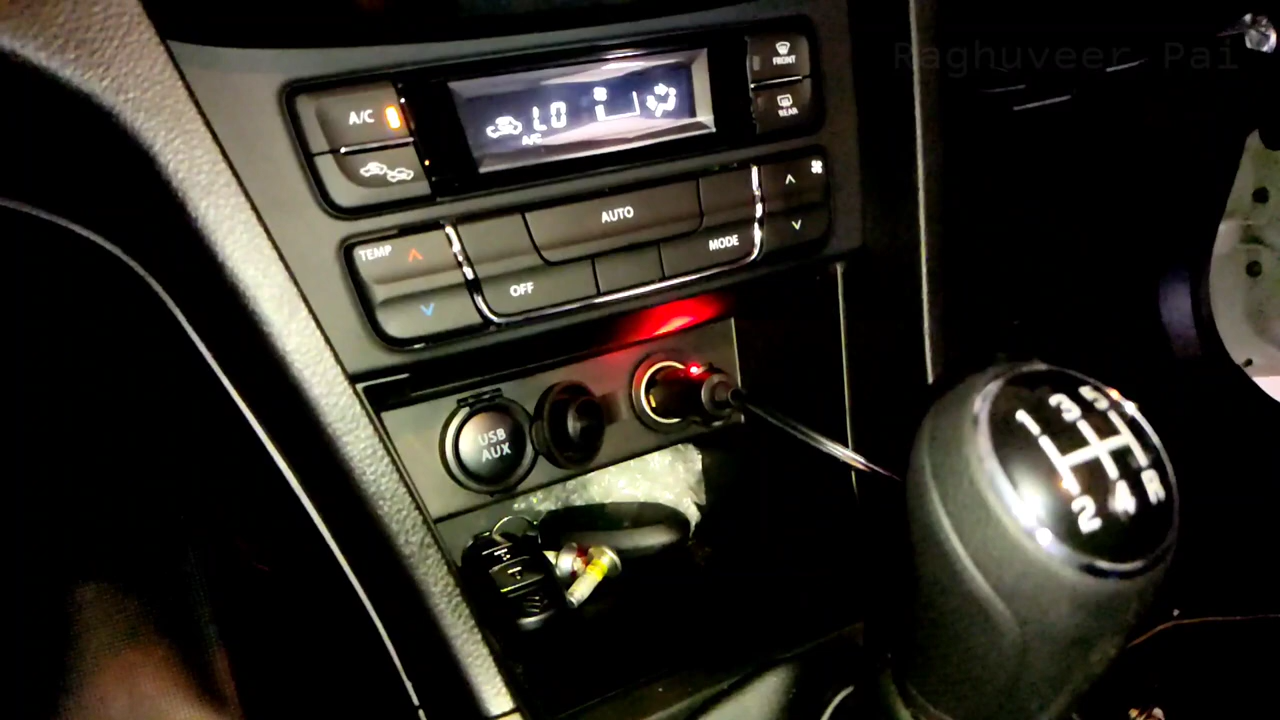 Raghuveer Pai
A/C
LO
A/C
FRONT
REAR
TEMP
AUTO
MODE
OFF
USB
AUX
1 3 5
2 4 R